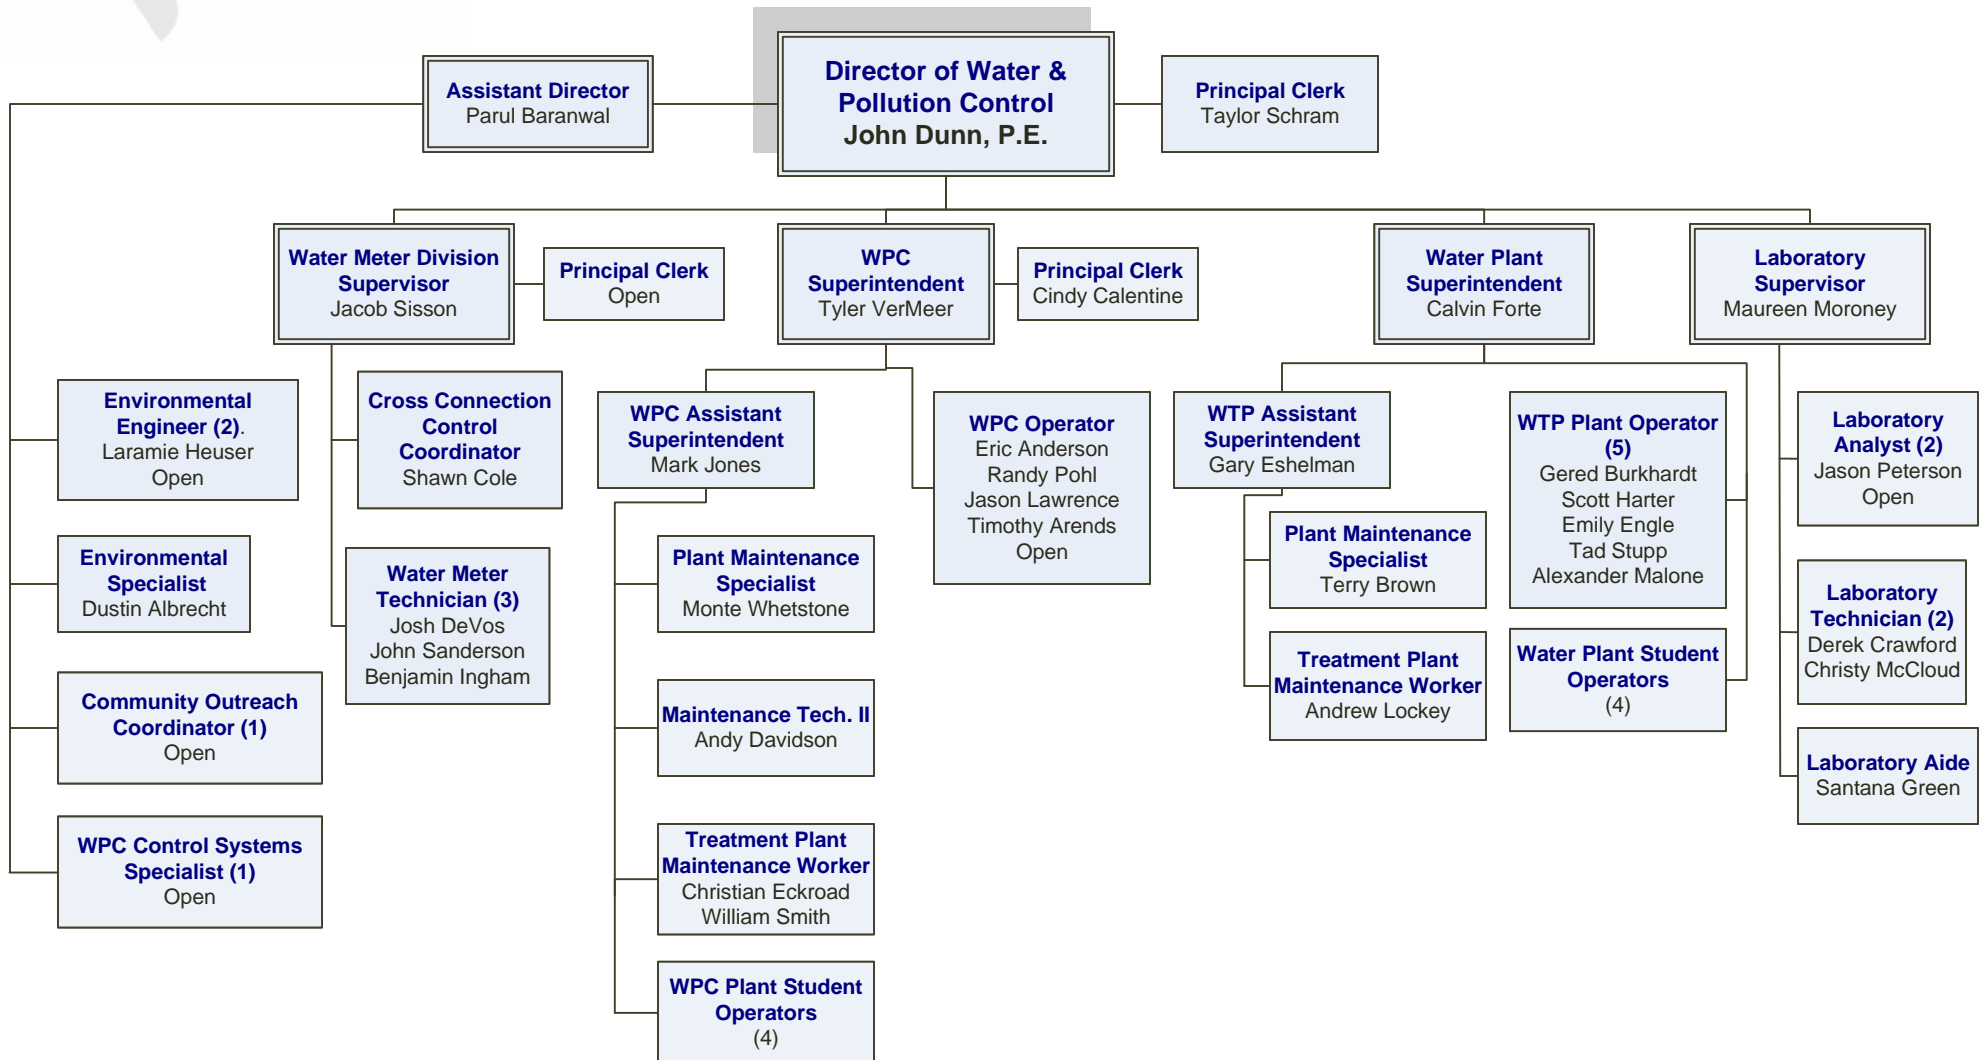 Director of Water &
Pollution Control
John Dunn, P.E.
Assistant Director
Parul Baranwal
Principal Clerk
Taylor Schram
Water Meter Division
Supervisor
Jacob Sisson
Principal Clerk
Open
WPC
Superintendent
Tyler VerMeer
Principal Clerk
Cindy Calentine
Water Plant
Superintendent
Calvin Forte
Laboratory
Supervisor
Maureen Moroney
Environmental
Engineer (2).
Laramie Heuser
Open
Environmental
Specialist
Dustin Albrecht
Community Outreach
Coordinator (1)
Open
WPC Control Systems
Specialist (1)
Open
Cross Connection
Control
Coordinator
Shawn Cole
Water Meter
Technician (3)
Josh DeVos
John Sanderson
Benjamin Ingham
WPC Assistant
Superintendent
Mark Jones
Plant Maintenance
Specialist
Monte Whetstone
Maintenance Tech. II
Andy Davidson
Treatment Plant
Maintenance Worker
Christian Eckroad
William Smith
WPC Plant Student
Operators
(4)
WPC Operator
Eric Anderson
Randy Pohl
Jason Lawrence
Timothy Arends
Open
WTP Assistant
Superintendent
Gary Eshelman
Plant Maintenance
Specialist
Terry Brown
Treatment Plant
Maintenance Worker
Andrew Lockey
WTP Plant Operator
(5)
Gered Burkhardt
Scott Harter
Emily Engle
Tad Stupp
Alexander Malone
Water Plant Student
Operators
(4)
Laboratory
Analyst (2)
Jason Peterson
Open
Laboratory
Technician (2)
Derek Crawford
Christy McCloud
Laboratory Aide
Santana Green